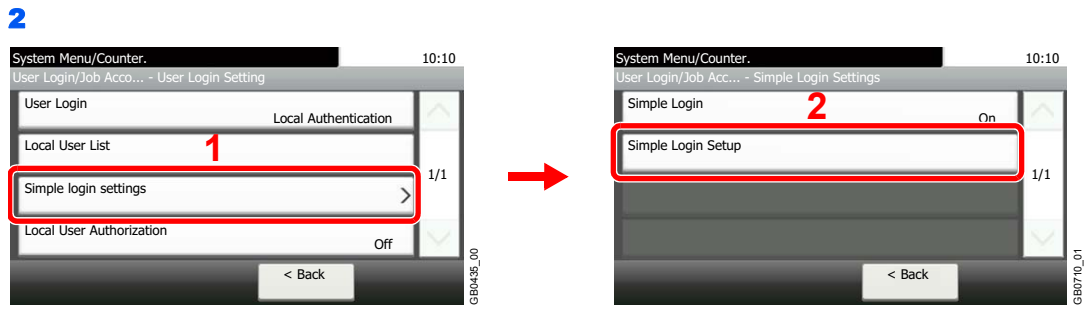 2
System Menu/Counter.
10:10
User Login/Job Acco... - User Login Setting
User Login
Local Authentication
Local User List
1
1/1
Simple login settings
>
Local User Authorization
Off
< Back
GB0435_00
System Menu/Counter.
10:10
User Login/Job Acc... - Simple Login Settings
Simple Login
2
On
Simple Login Setup
1/1
< Back
GB0710_01